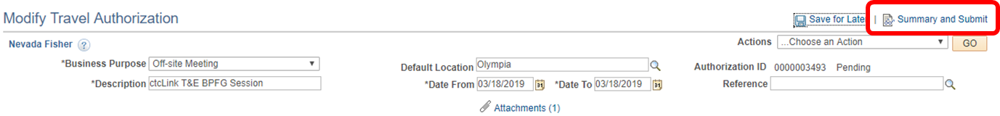 Modify Travel Authorization
Save for Later | Summary and Submit
Nevada Fisher ? Actions ...Choose an Action GO
*Business Purpose Off-site Meeting Default Location Olympia Authorization ID 0000003493 Pending
*Description ctcLink T&E BPFG Session *Date From 03/18/2019 31 *Date To 03/18/2019 31 Reference
Attachments (1)